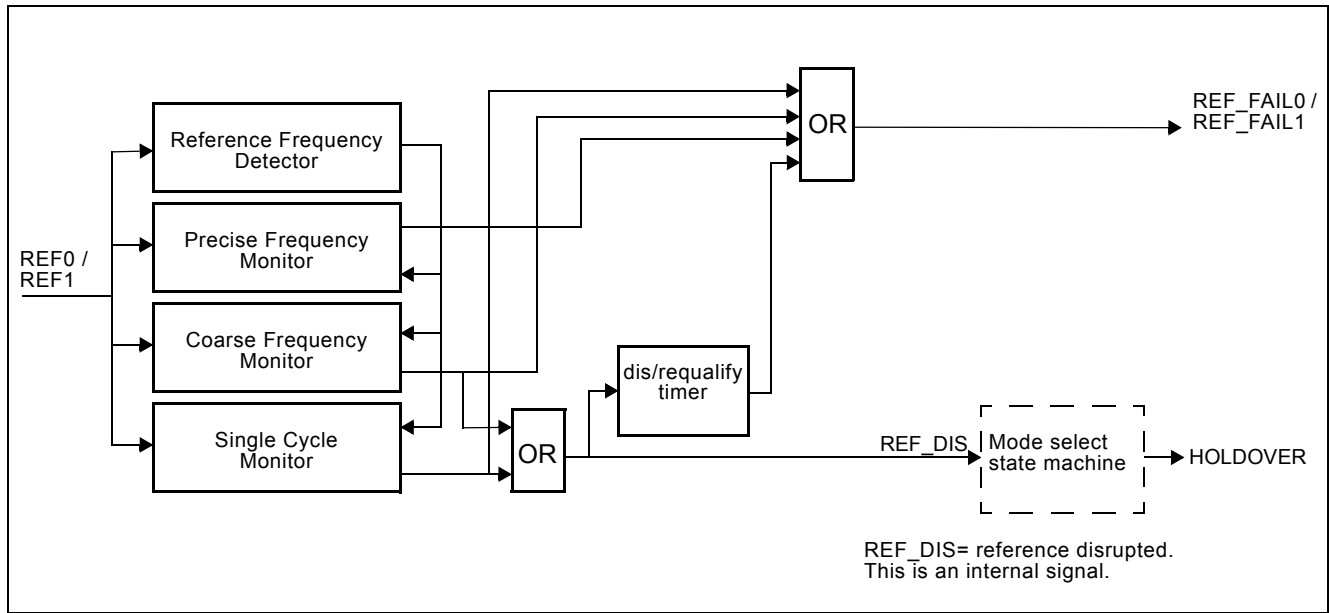 Reference Frequency
Detector
Precise Frequency
Monitor
Coarse Frequency
Monitor
Single Cycle
Monitor
REF0 /
REF1
OR
dis/requalify
timer
OR
REF_FAIL0 /
REF_FAIL1
REF_DIS
Mode select
state machine
HOLDOVER
REF_DIS= reference disrupted.
This is an internal signal.